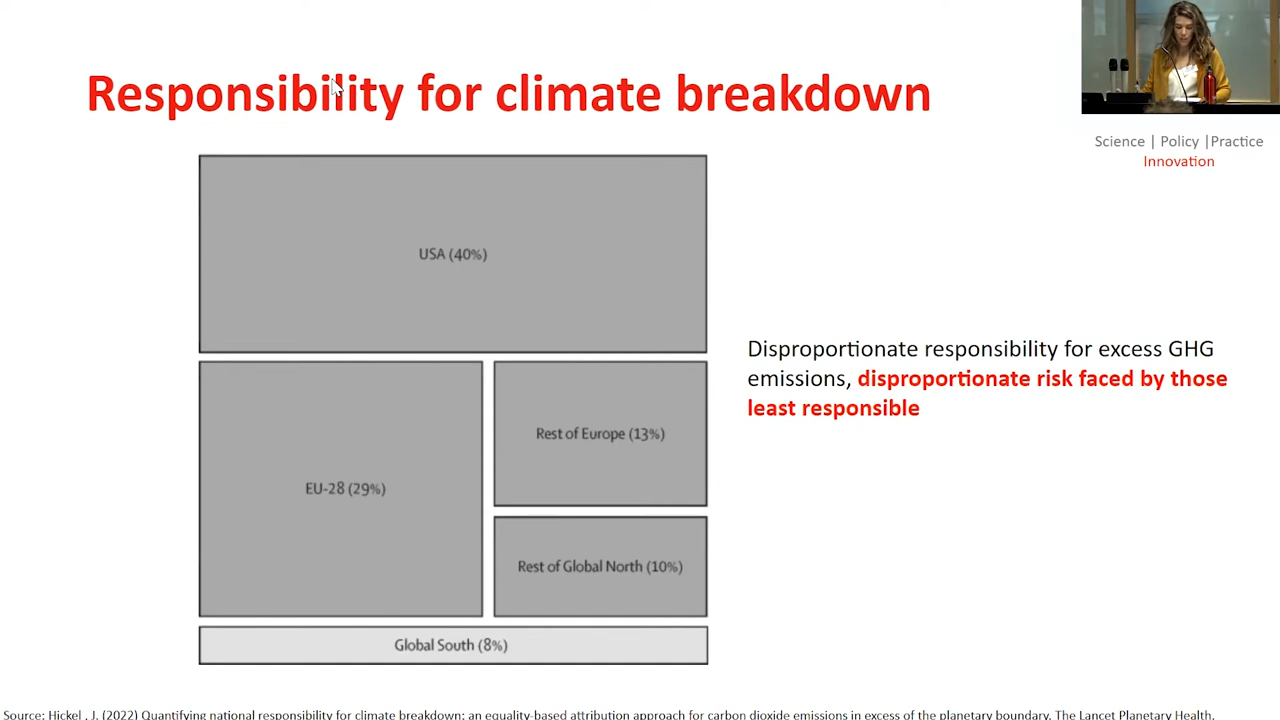 Responsibility for climate breakdown
Science | Policy |Practice
Innovation
USA (40%)
EU-28 (29%)
Rest of Europe (13%)
Rest of Global North (10%)
Global South (8%)
Disproportionate responsibility for excess GHG
emissions, disproportionate risk faced by those
least responsible
Source: Hickel , J. (2022) Quantifying national responsibility for climate breakdown: an equality-based attribution approach for carbon dioxide emissions in excess of the planetary boundary. The Lancet Planetary Health.